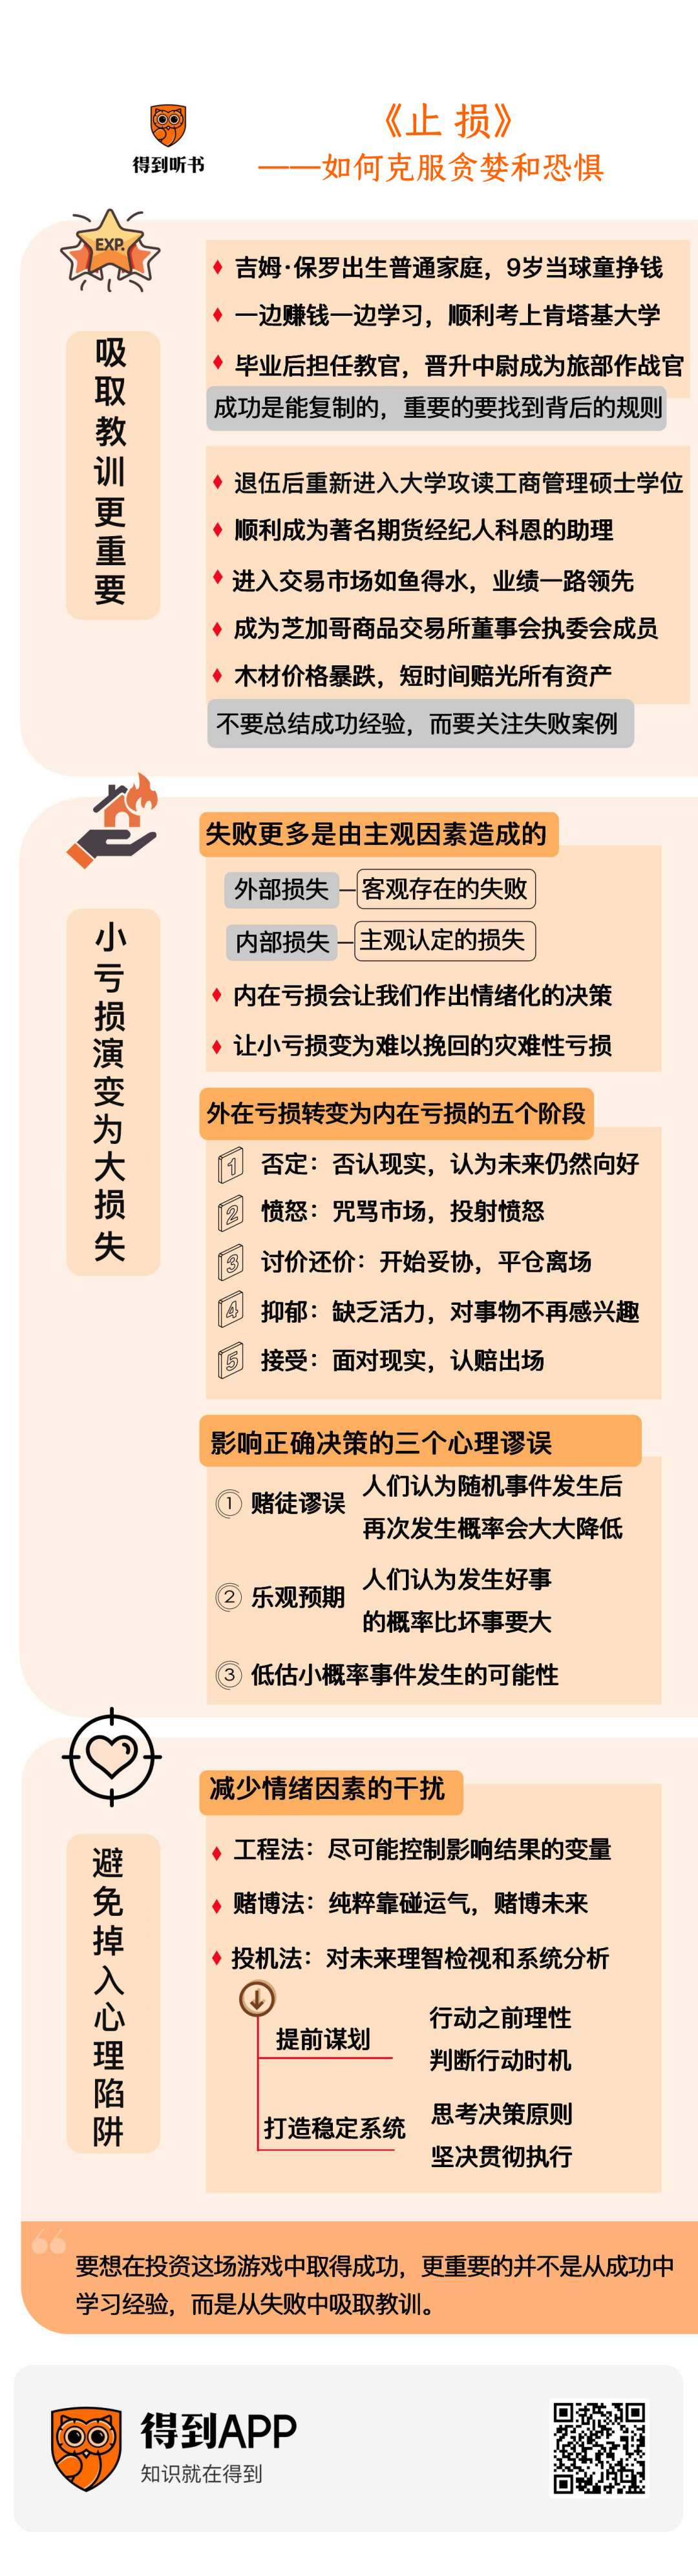 得到听书
《止 损》
——如何克服贪婪和恐惧
EXP.
吸取教训更重要
吉姆·保罗出生普通家庭，9岁当球童挣钱
一边赚钱一边学习，顺利考上肯塔基大学
毕业后担任教官，晋升中尉成为旅部作战官
成功是能复制的，重要的要找到背后的规则
退伍后重新进入大学攻读工商管理硕士学位
顺利成为著名期货经纪人科恩的助理
进入交易市场如鱼得水，业绩一路领先
成为芝加哥商品交易所董事会执委会成员
木材价格暴跌，短时间赔光所有资产
不要总结成功经验，而要关注失败案例
小亏损演变为大损失
失败更多是由主观因素造成的
外部损失 客观存在的失败
内部损失 主观认定的损失
内在亏损会让我们作出情绪化的决策
让小亏损变为难以挽回的灾难性亏损
外在亏损转变为内在亏损的五个阶段
1 否定：否认现实，认为未来仍然向好
2 愤怒：咒骂市场，投射愤怒
3 讨价还价：开始妥协，平仓离场
4 抑郁：缺乏活力，对事物不再感兴趣
5 接受：面对现实，认赔出场
影响正确决策的三个心理谬误
1 赌徒谬误
人们认为随机事件发生后
再次发生概率会大大降低
2 乐观预期
人们认为发生好事
的概率比坏事要大
3 低估小概率事件发生的可能性
避免掉入心理陷阱
减少情绪因素的干扰
工程法：尽可能控制影响结果的变量
赌博法：纯粹靠碰运气，赌博未来
投机法：对未来理智检视和系统分析
提前谋划
行动之前理性
判断行动时机
打造稳定系统
思考决策原则
坚决贯彻执行
要想在投资这场游戏中取得成功，更重要的并不是从成功中
学习经验，而是从失败中吸取教训。
得到APP
知识就在得到